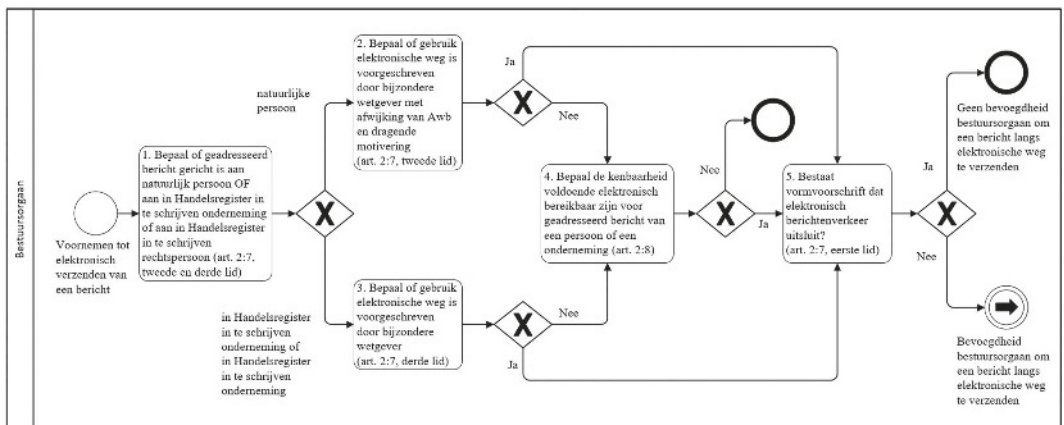 Bestuursorgaan
Voornemen tot
elektronisch
verzenden van
een bericht
1. Bepaal of geadresseerd
bericht gericht is aan
natuurlijk persoon OF
aan in Handelsregister in
te schrijven onderneming
of aan in Handelsregister
in te schrijven
rechtspersoon (art. 2:7,
tweede en derde lid)
natuurlijke
persoon
in Handelsregister
in te schrijven
onderneming of
in Handelsregister
in te schrijven
onderneming
2. Bepaal of gebruik
elektronische weg is
voorgeschreven
door bijzondere
wetgever met
afwijking van Awb
en dragende
motivering
(art. 2:7, tweede lid)
3. Bepaal of gebruik
elektronische weg is
voorgeschreven
door bijzondere
wetgever
(art. 2:7, derde lid)
Ja
Nee
Nee
Ja
4. Bepaal de kenbaarheid
voldoende elektronisch
bereikbaar zijn voor
geadresseerd bericht van
een persoon of een
onderneming (art. 2:8)
Nee
Ja
5. Bestaat
vormvoorschrift dat
elektronisch
berichtenverkeer
uitsluit?
(art. 2:7, eerste lid)
Ja
Nee
Geen bevoegdheid
bestuursorgaan om
een bericht langs
elektronische weg
te verzenden
Bevoegdheid
bestuursorgaan om
een bericht langs
elektronische weg
te verzenden